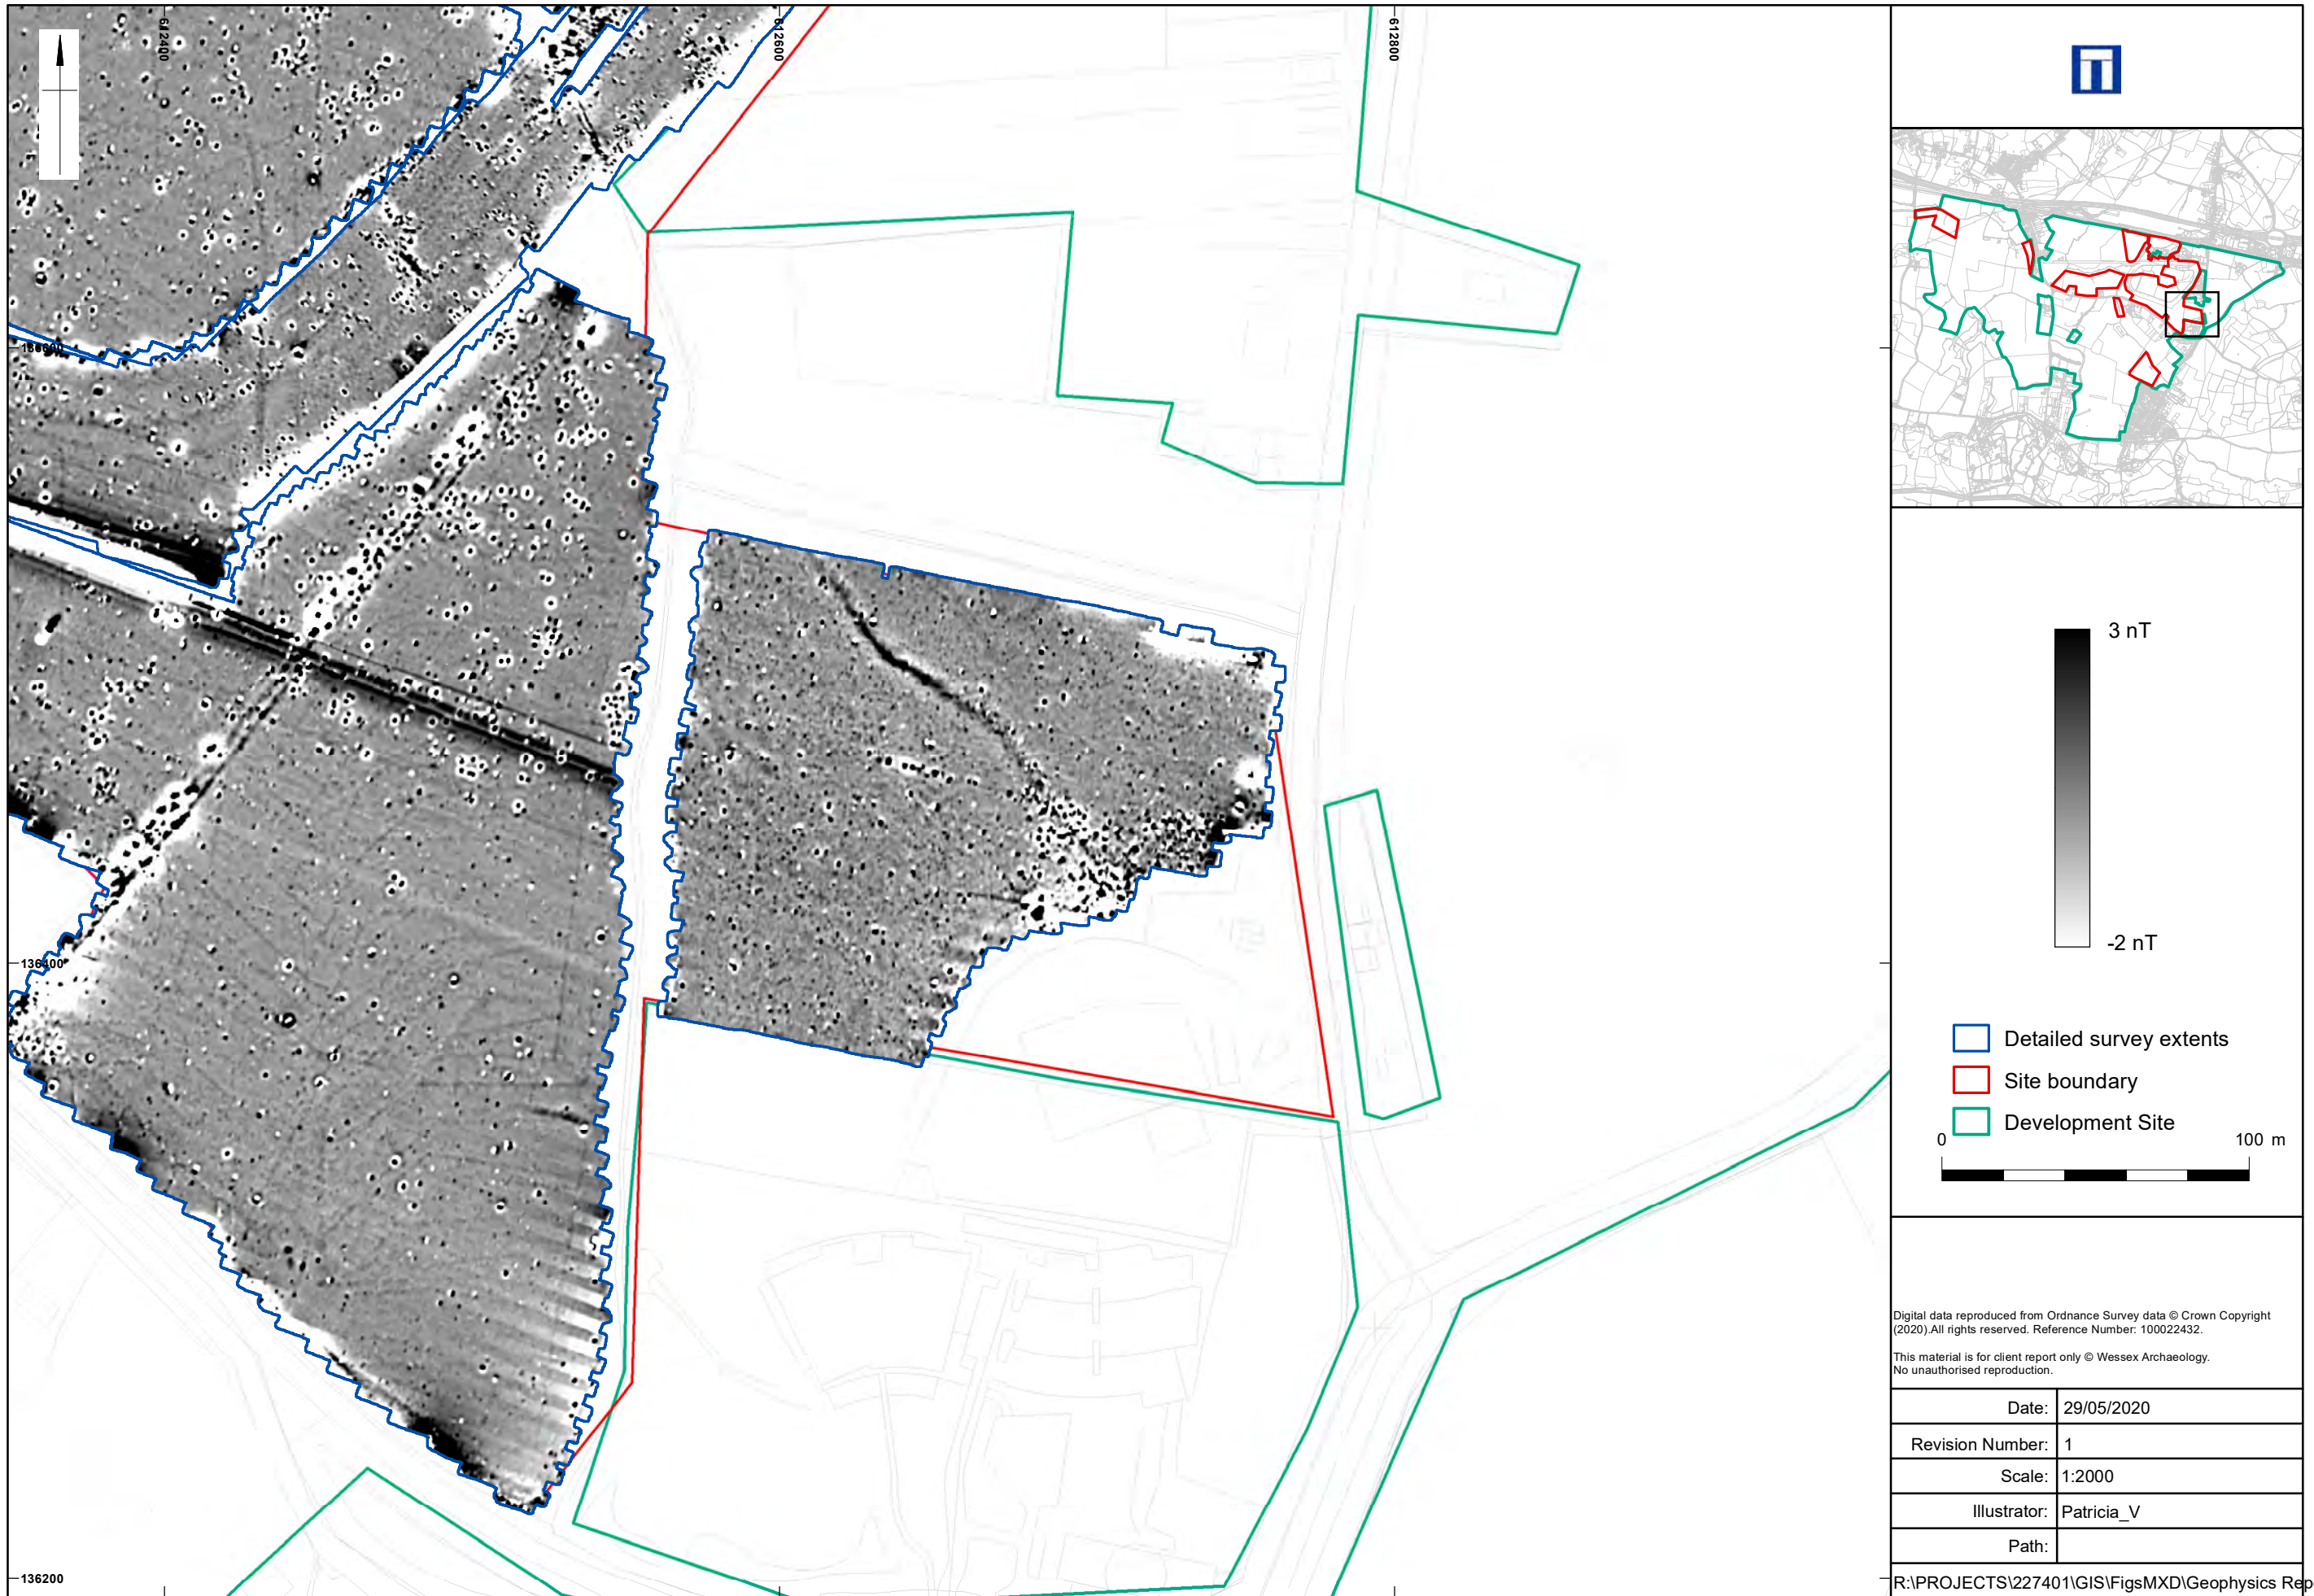 612400
612600
612800
136600
136400
136200
3 nT
-2 nT
Detailed survey extents
Site boundary
Development Site
0 100 m
Digital data reproduced from Ordnance Survey data © Crown Copyright
(2020).All rights reserved. Reference Number: 100022432.
This material is for client report only © Wessex Archaeology.
No unauthorised reproduction.
Date: 29/05/2020
Revision Number: 1
Scale: 1:2000
Illustrator: Patricia_V
Path:
R:\PROJECTS\227401\GIS\FigsMXD\Geophysics Rep